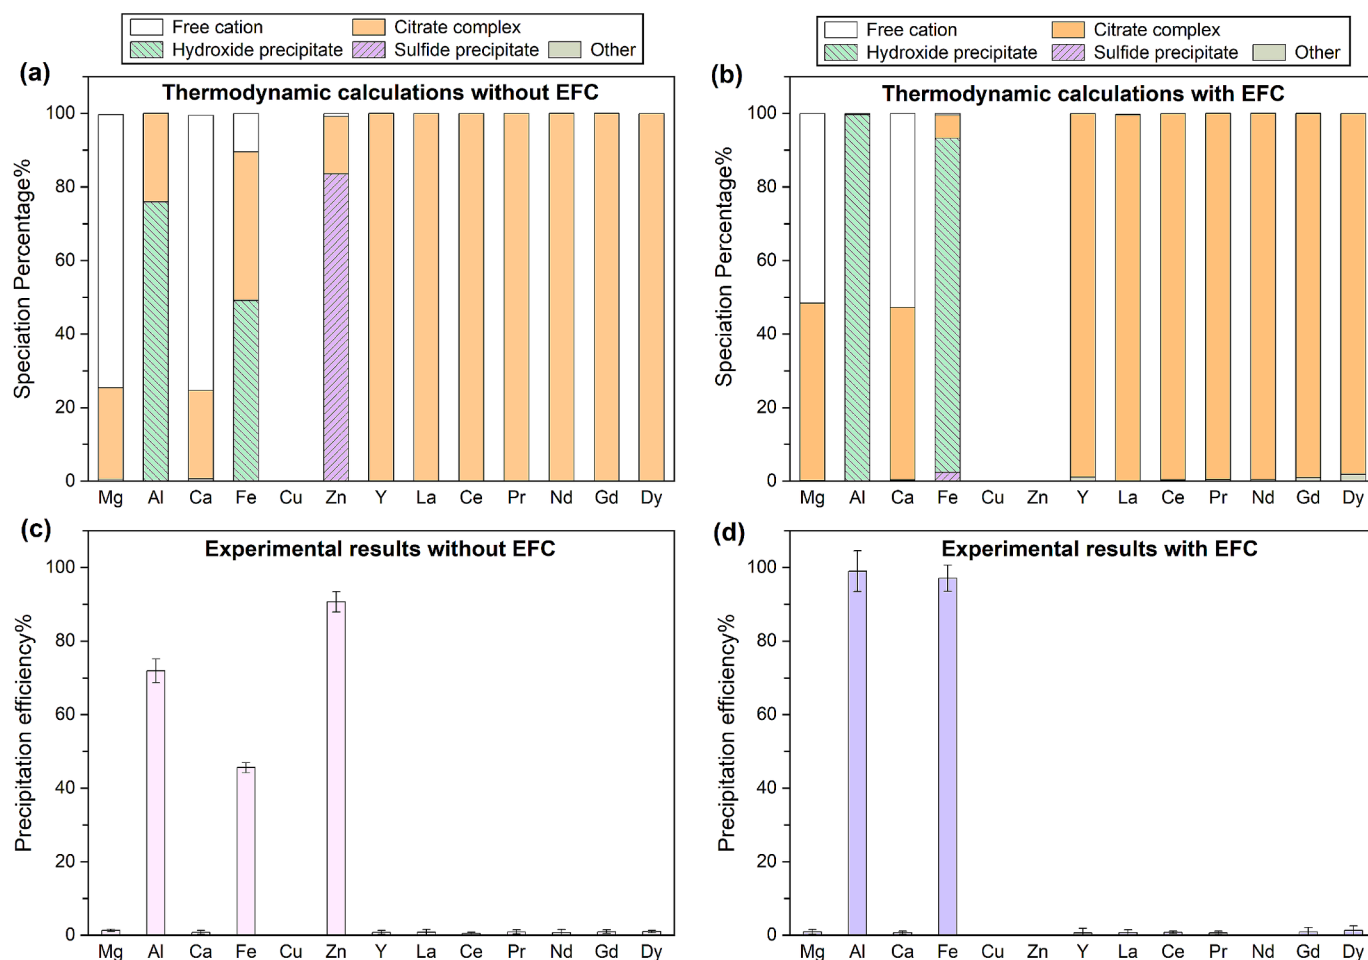 Free cation
Citrate complex
Hydroxide precipitate
Sulfide precipitate
Other
(a)
Thermodynamic calculations without EFC
Speciation Percentage%
100
80
60
40
20
0
Mg Al Ca Fe Cu Zn Y La Ce Pr Nd Gd Dy
Free cation
Citrate complex
Hydroxide precipitate
Sulfide precipitate
Other
(b)
Thermodynamic calculations with EFC
Speciation Percentage%
100
80
60
40
20
0
Mg Al Ca Fe Cu Zn Y La Ce Pr Nd Gd Dy
(c)
Experimental results without EFC
Precipitation efficiency%
100
80
60
40
20
0
Mg Al Ca Fe Cu Zn Y La Ce Pr Nd Gd Dy
(d)
Experimental results with EFC
Precipitation efficiency%
100
80
60
40
20
0
Mg Al Ca Fe Cu Zn Y La Ce Pr Nd Gd Dy